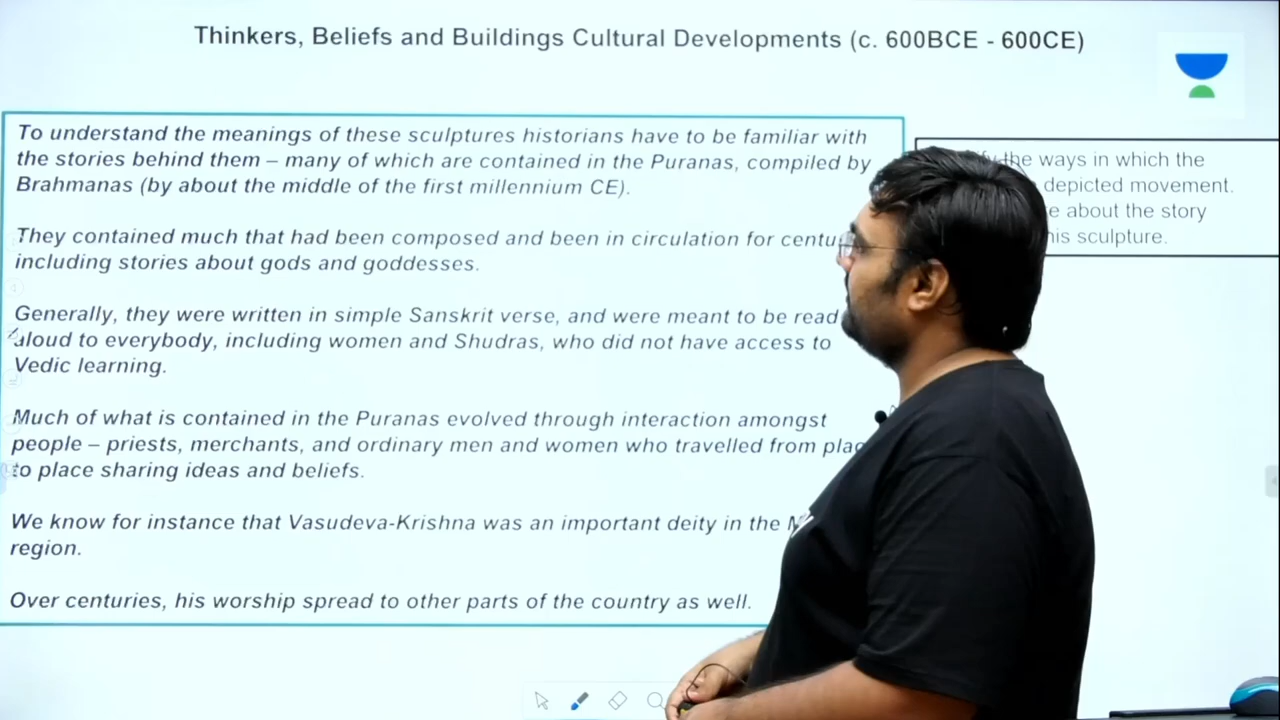 Thinkers, Beliefs and Buildings Cultural Developments (c. 600BCE - 600CE)
To understand the meanings of these sculptures historians have to be familiar with
the stories behind them – many of which are contained in the Puranas, compiled by
Brahmanas (by about the middle of the first millennium CE).
They contained much that had been composed and been in circulation for
including stories about gods and goddesses.
Generally, they were written in simple Sanskrit verse, and were meant to be read
aloud to everybody, including women and Shudras, who did not have access to
Vedic learning.
Much of what is contained in the Puranas evolved through interaction amongst
people – priests, merchants, and ordinary men and women who travelled from
to place sharing ideas and beliefs.
We know for instance that Vasudeva-Krishna was an important deity in the
region.
Over centuries, his worship spread to other parts of the country as well.
the ways in which the
depicted movement.
about the story
sculpture.